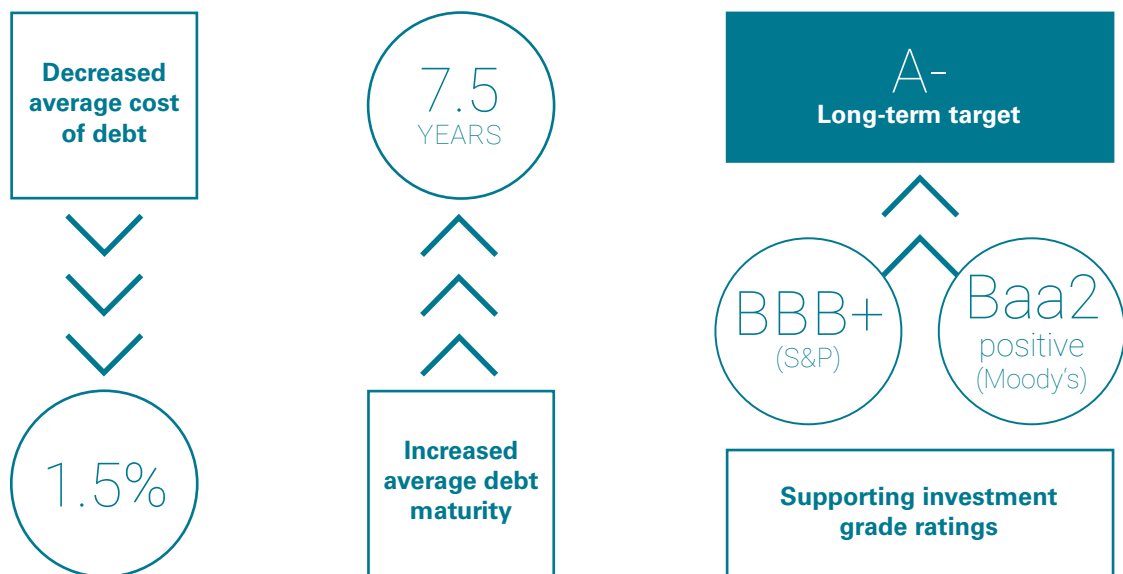 Decreased
average cost
of debt
1.5%
7.5
YEARS
Increased
average debt
maturity
A-
Long-term target
BBB+
(S&P)
Baa2
positive
(Moody's)
Supporting investment
grade ratings